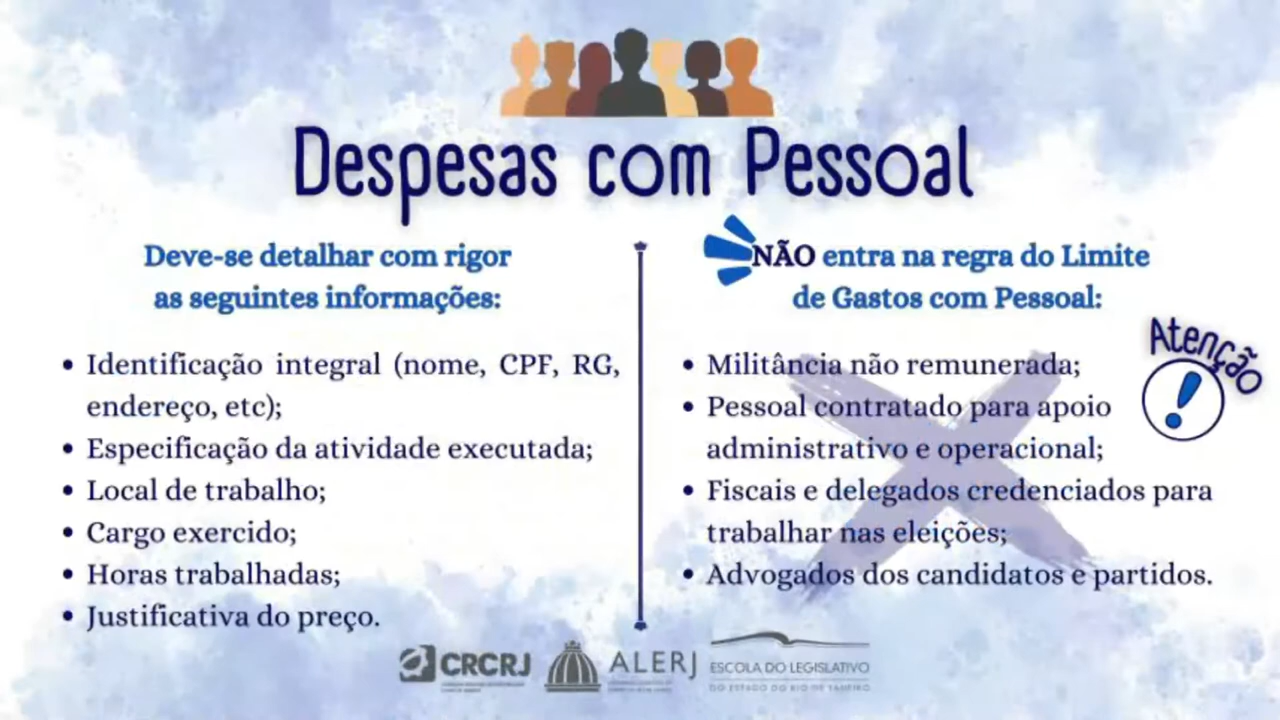 Despesas com Pessoal
Deve-se detalhar com rigor
as seguintes informações:
• Identificação integral (nome, CPF, RG,
endereço, etc);
• Especificação da atividade executada;
• Local de trabalho;
• Cargo exercido;
• Horas trabalhadas;
• Justificativa do preço.
NÃO entra na regra do Limite
de Gastos com Pessoal:
Atenção
!
• Militância não remunerada;
• Pessoal contratado para apoio
administrativo e operacional;
• Fiscais e delegados credenciados para
trabalhar nas eleições;
• Advogados dos candidatos e partidos.
CRCRJ
ALERJ
ESCOLA DO LEGISLATIVO
DO ESTADO DO RIO DE JANEIRO